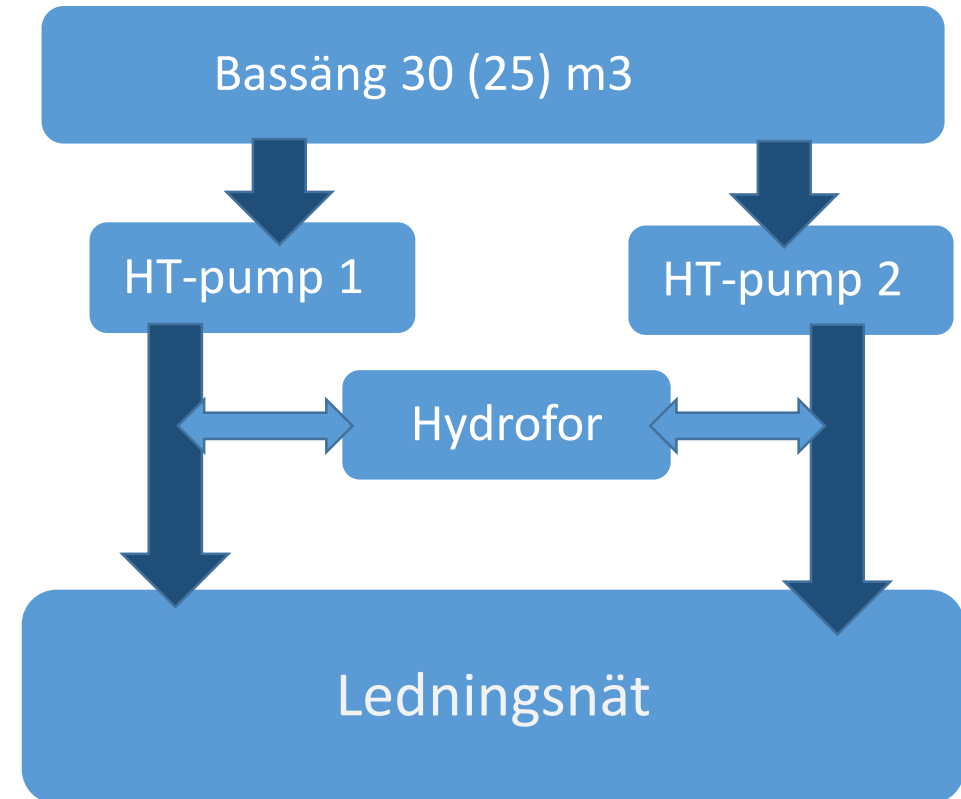 Bassäng 30 (25) m3
HT-pump 1
HT-pump 2
Hydrofor
Ledningsnät